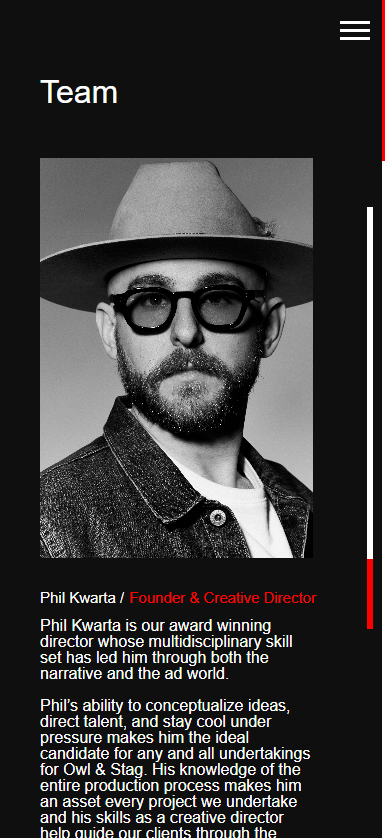 Team
Phil Kwarta / Founder & Creative Director
Phil Kwarta is our award winning
director whose multidisciplinary skill
set has led him through both the
narrative and the ad world.
Phil’s ability to conceptualize ideas,
direct talent, and stay cool under
pressure makes him the ideal
candidate for any and all undertakings
for Owl & Stag. His knowledge of the
entire production process makes him
an asset every project we undertake
and his skills as a creative director
help guide our clients through the